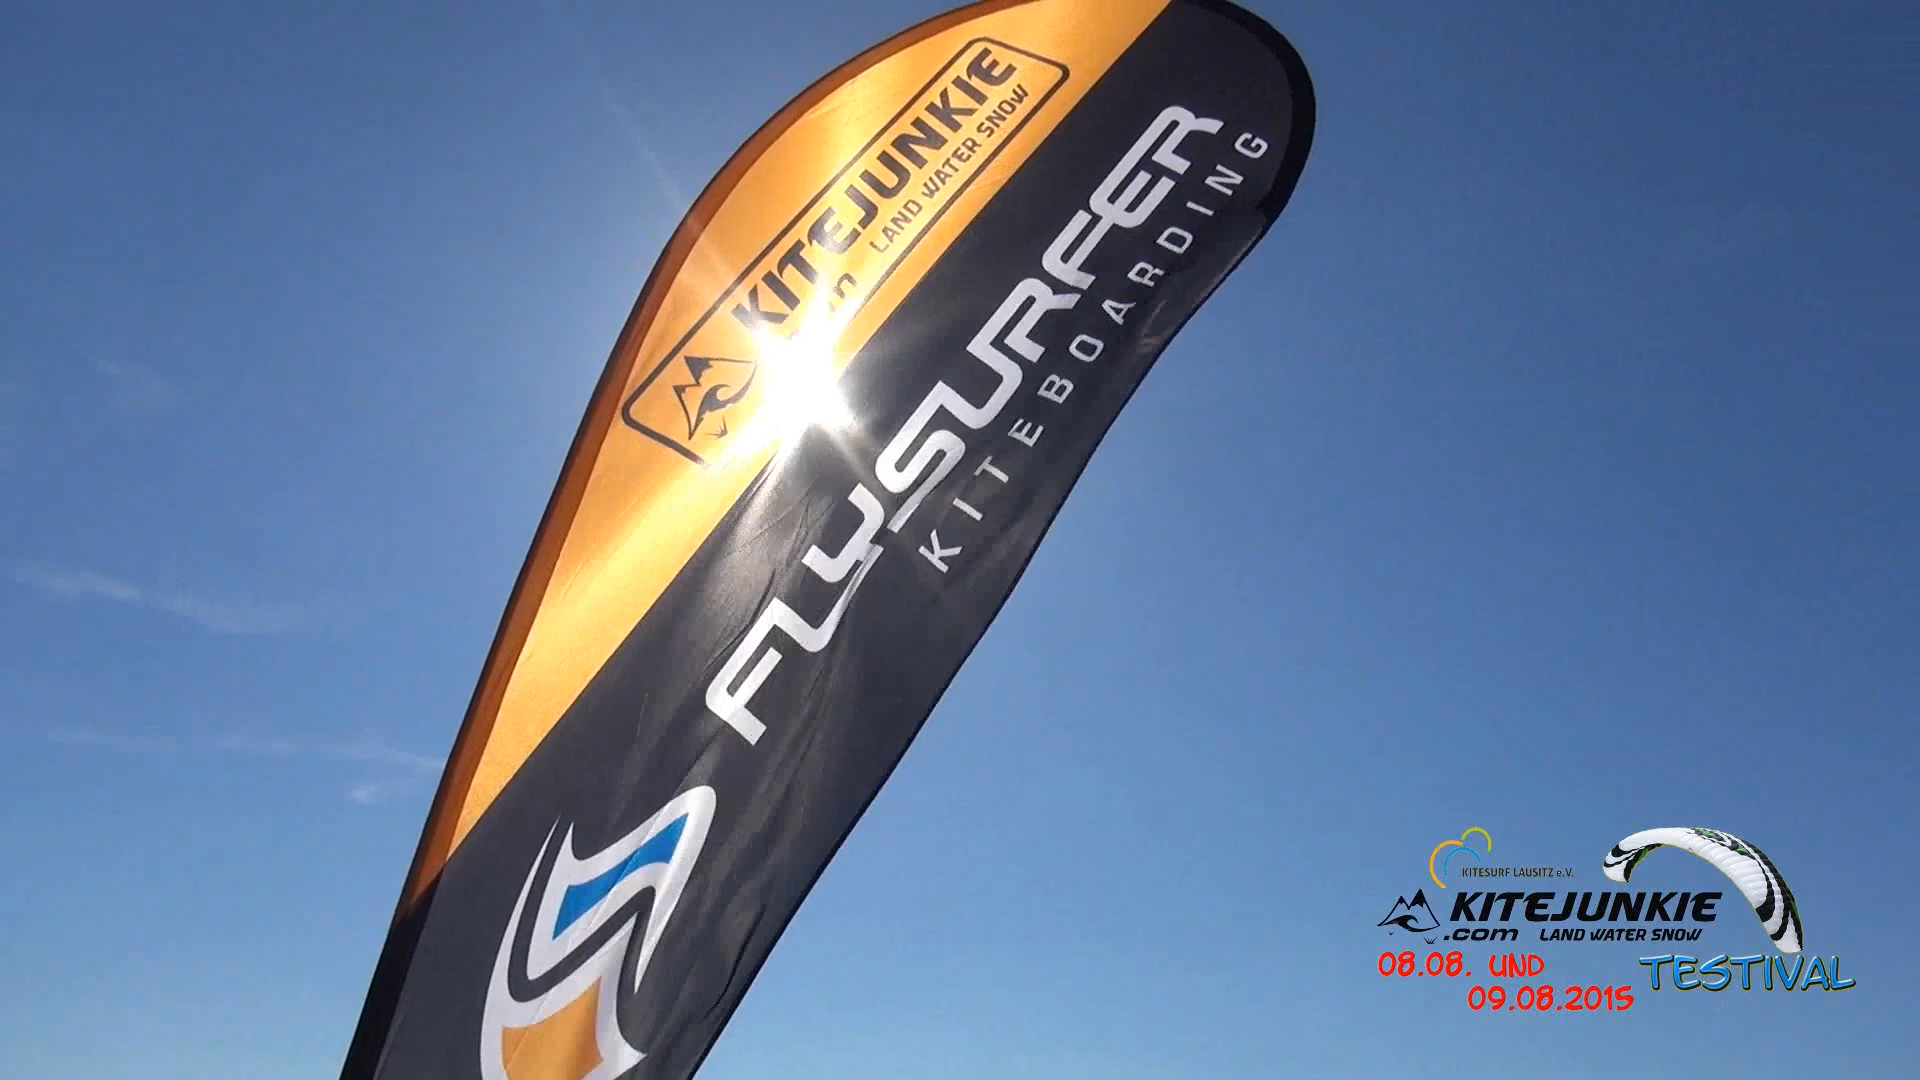 KITEJUNKIE
LAND WATER SNOW
FLYSURFER
KITEBOARDING
KITESURF LAUSITZ e.V.
KITEJUNKIE
.com LAND WATER SNOW
08.08. UND
09.08.2015
TESTIVAL